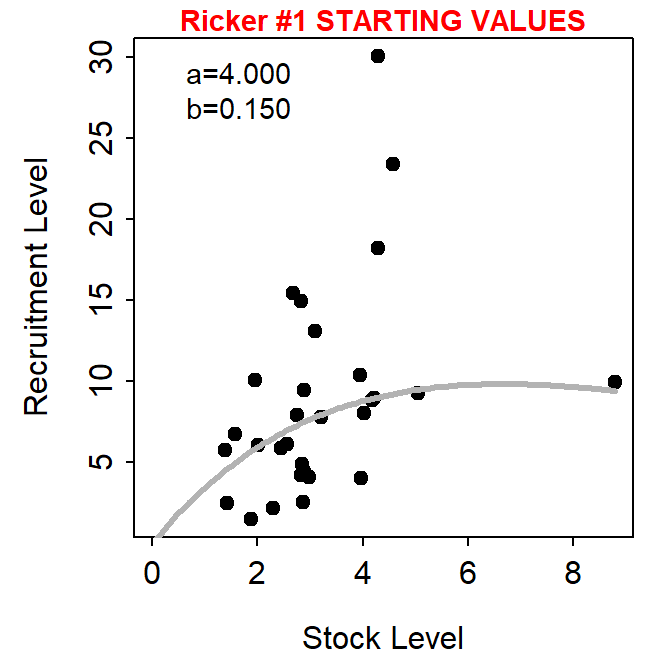 Ricker #1 STARTING VALUES
a=4.000
b=0.150
Recruitment Level
30
25
20
15
10
5
0 2 4 6 8
Stock Level